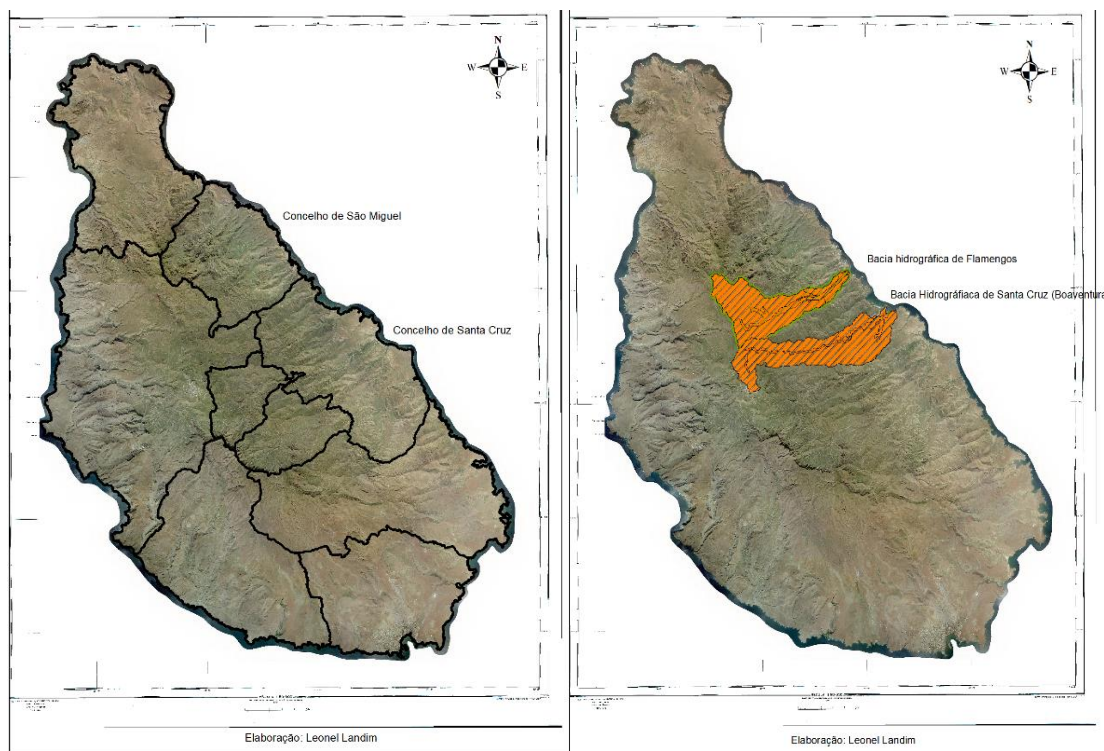 N
W
E
S
Concelho de São Miguel
Concelho de Santa Cruz
Elaboração: Leonel Landim
N
W
E
S
Bacia hidrográfica de Flamengos
Bacia Hidrográfiaca de Santa Cruz (Boaventura
Elaboração: Leonel Landim